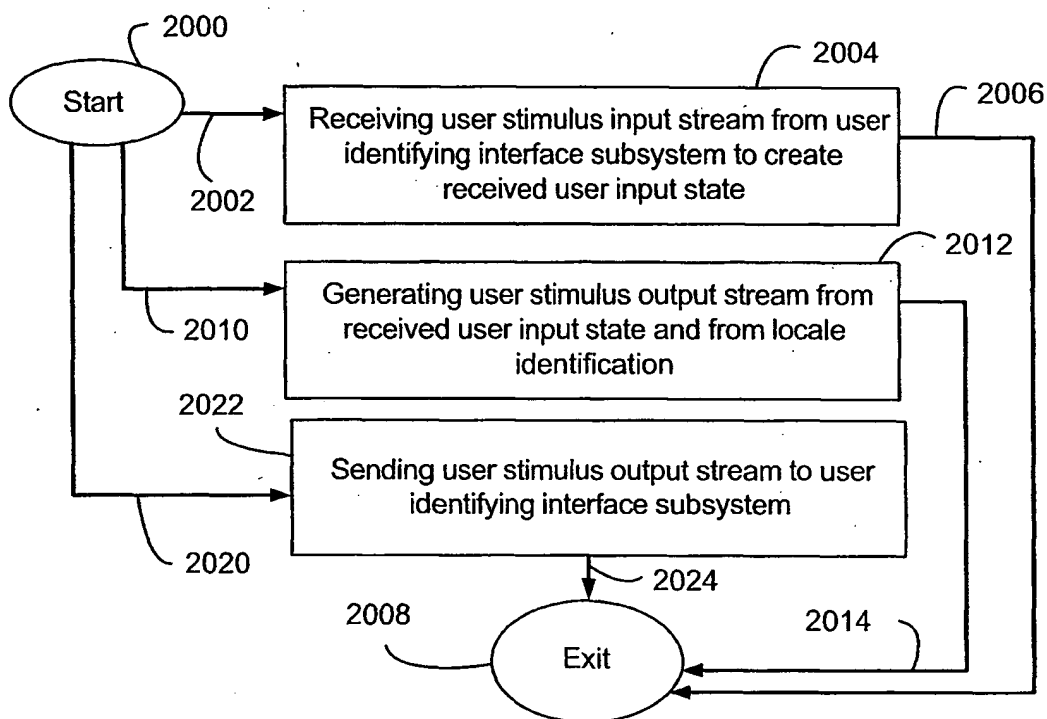 2000
Start
2004
2006
Receiving user stimulus input stream from user
identifying interface subsystem to create
received user input state
2002
2012
Generating user stimulus output stream from
received user input state and from locale
identification
2010
2022
Sending user stimulus output stream to user
identifying interface subsystem
2020
2024
2008
Exit
2014